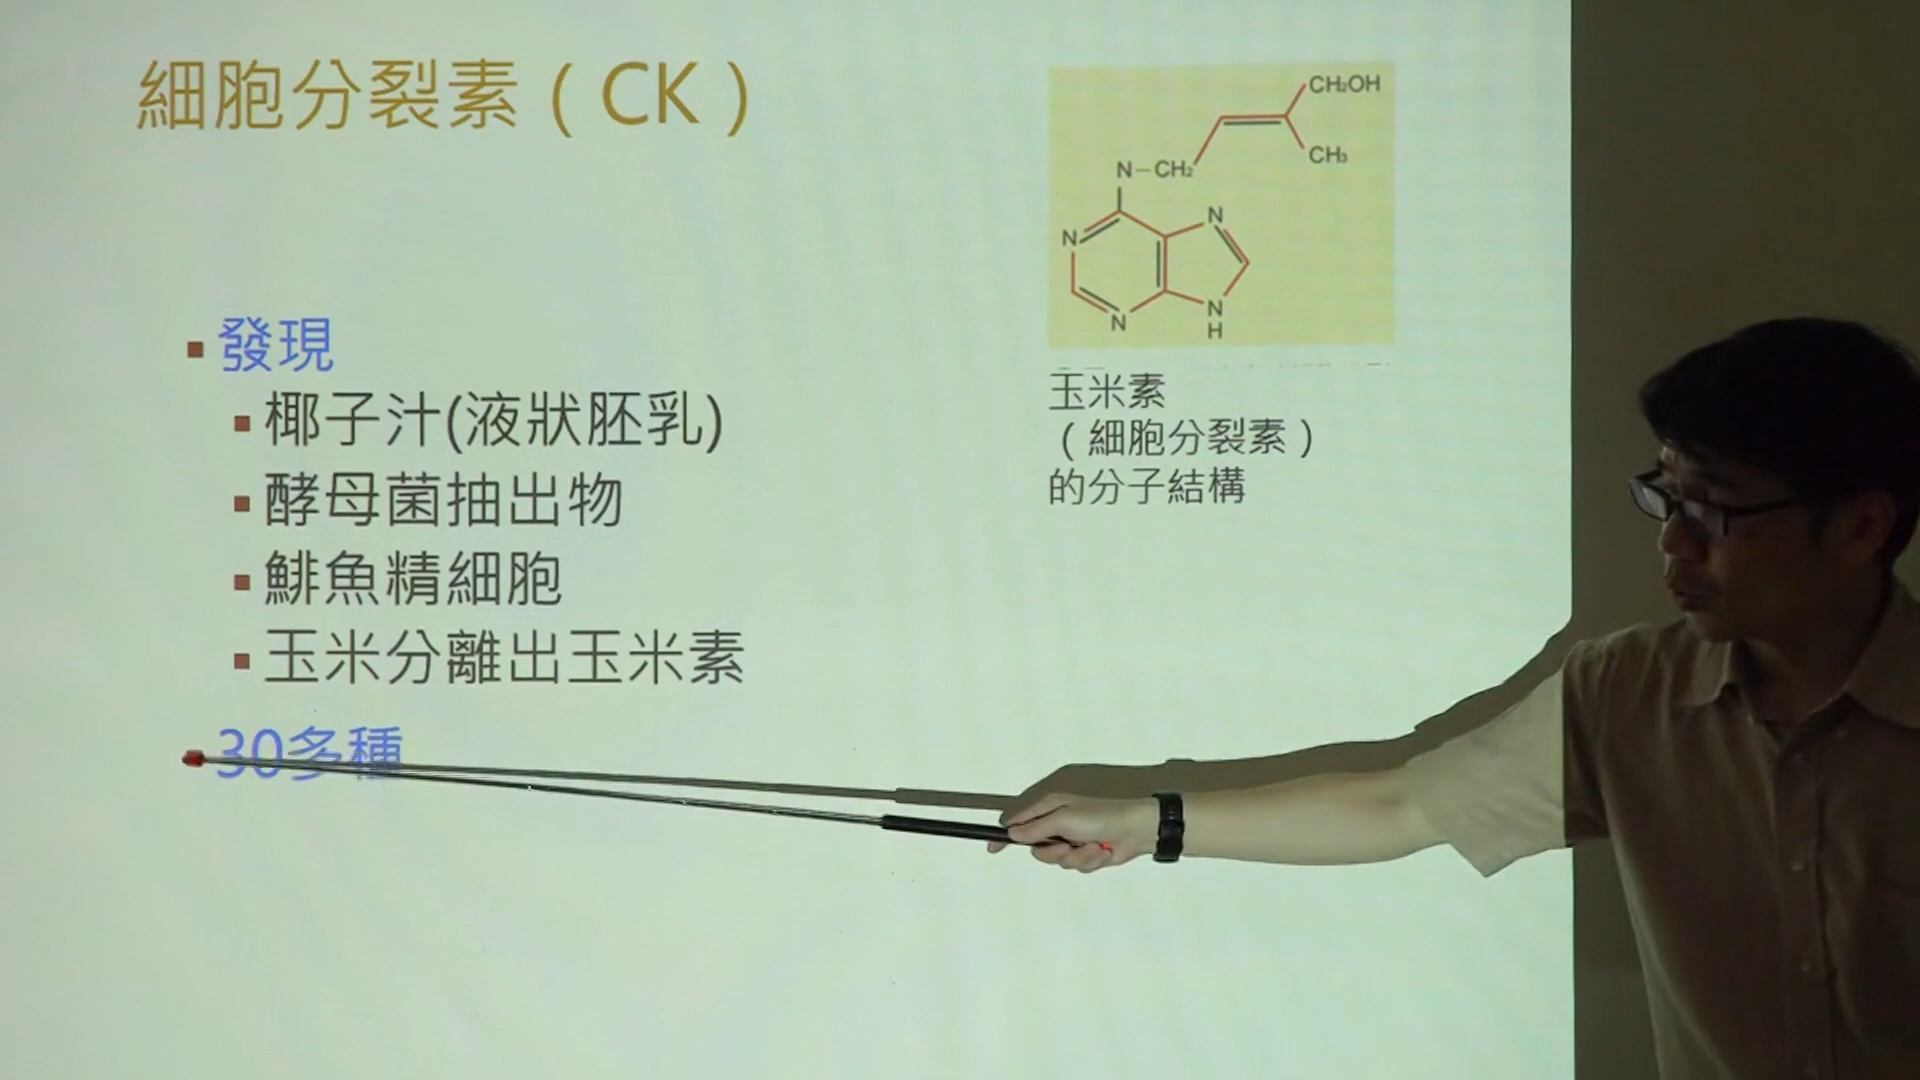 細胞分裂素（CK）
CH₂OH
CH₃
N－CH₂
N
N
N
N
N
H
發現
椰子汁(液狀胚乳)
酵母菌抽出物
鯡魚精細胞
玉米分離出玉米素
30多種
玉米素
（細胞分裂素）
的分子結構